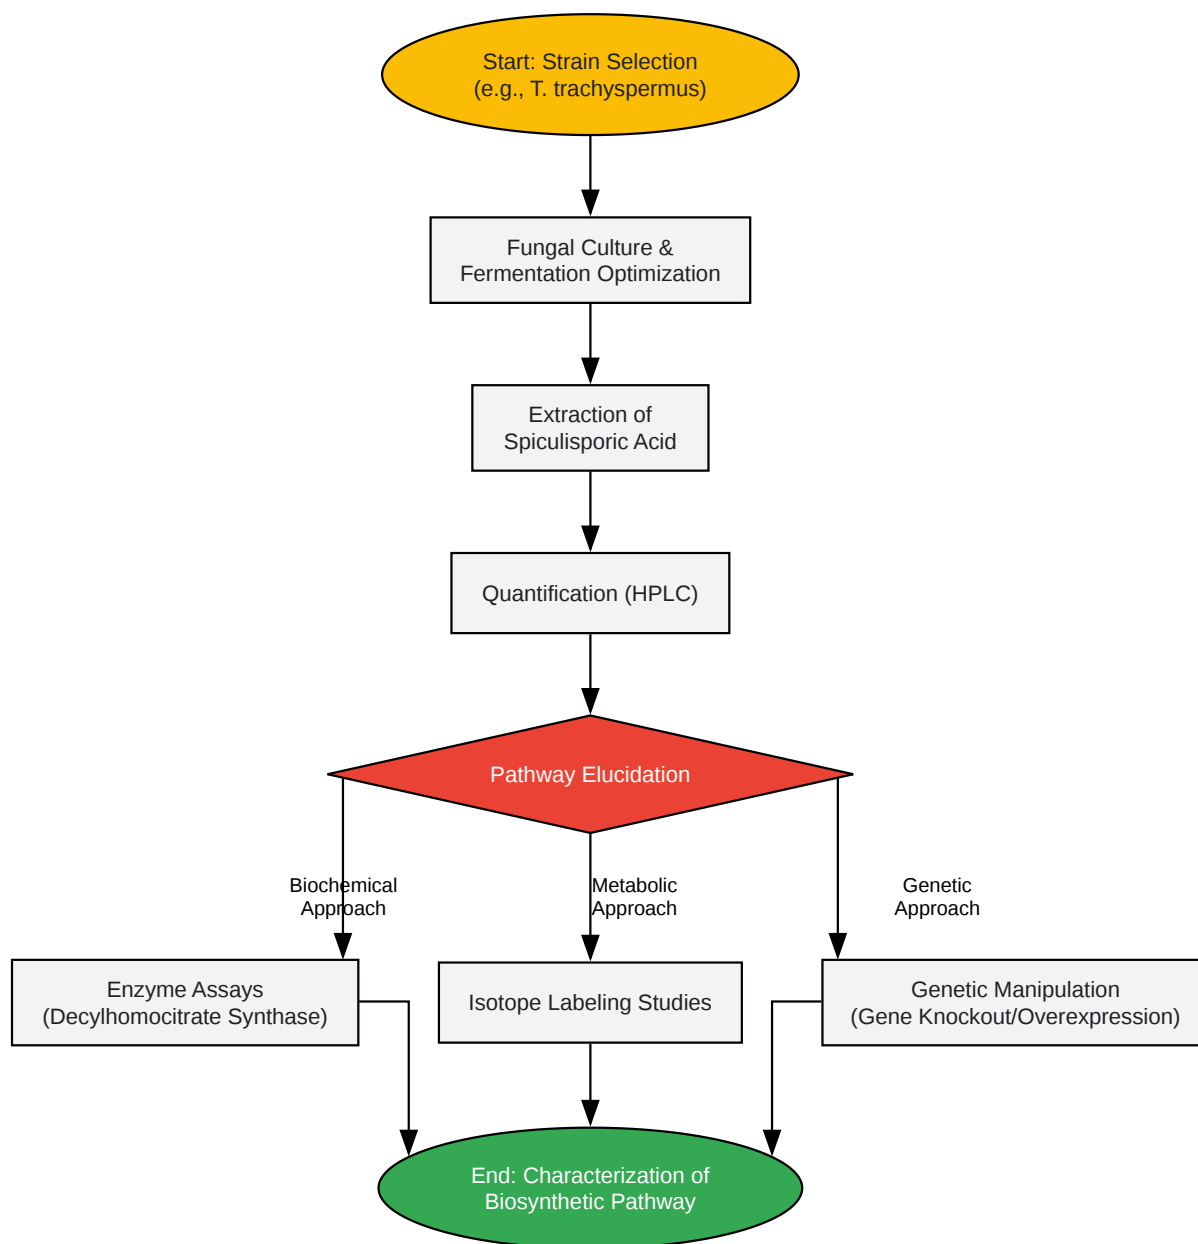 Start: Strain Selection
(e.g., T. trachyspermus)
Fungal Culture &
Fermentation Optimization
Extraction of
Spiculisporic Acid
Quantification (HPLC)
Pathway Elucidation
Biochemical
Approach
Metabolic
Approach
Genetic
Approach
Enzyme Assays
(Decylhomocitrate Synthase)
Isotope Labeling Studies
Genetic Manipulation
(Gene Knockout/Overexpression)
End: Characterization of
Biosynthetic Pathway